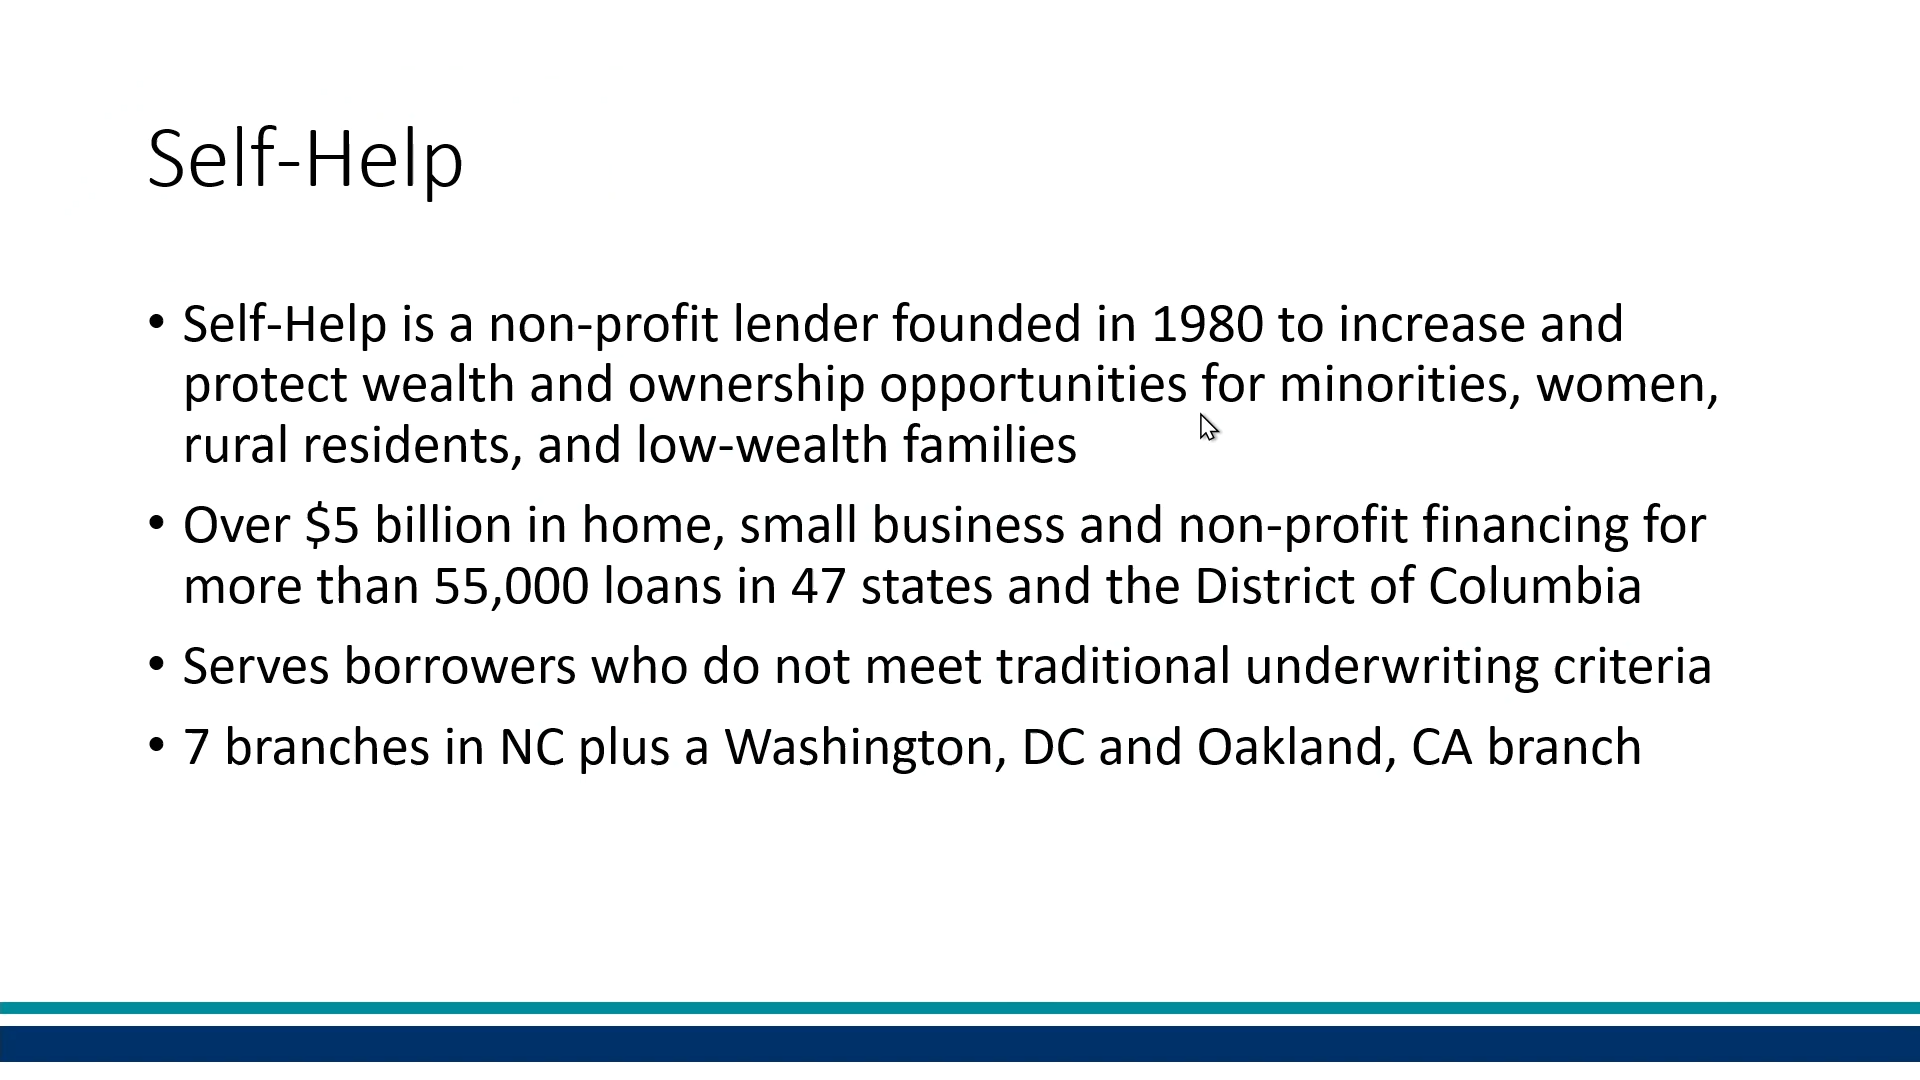 Self-Help
• Self-Help is a non-profit lender founded in 1980 to increase and
protect wealth and ownership opportunities for minorities, women,
rural residents, and low-wealth families
• Over $5 billion in home, small business and non-profit financing for
more than 55,000 loans in 47 states and the District of Columbia
• Serves borrowers who do not meet traditional underwriting criteria
• 7 branches in NC plus a Washington, DC and Oakland, CA branch